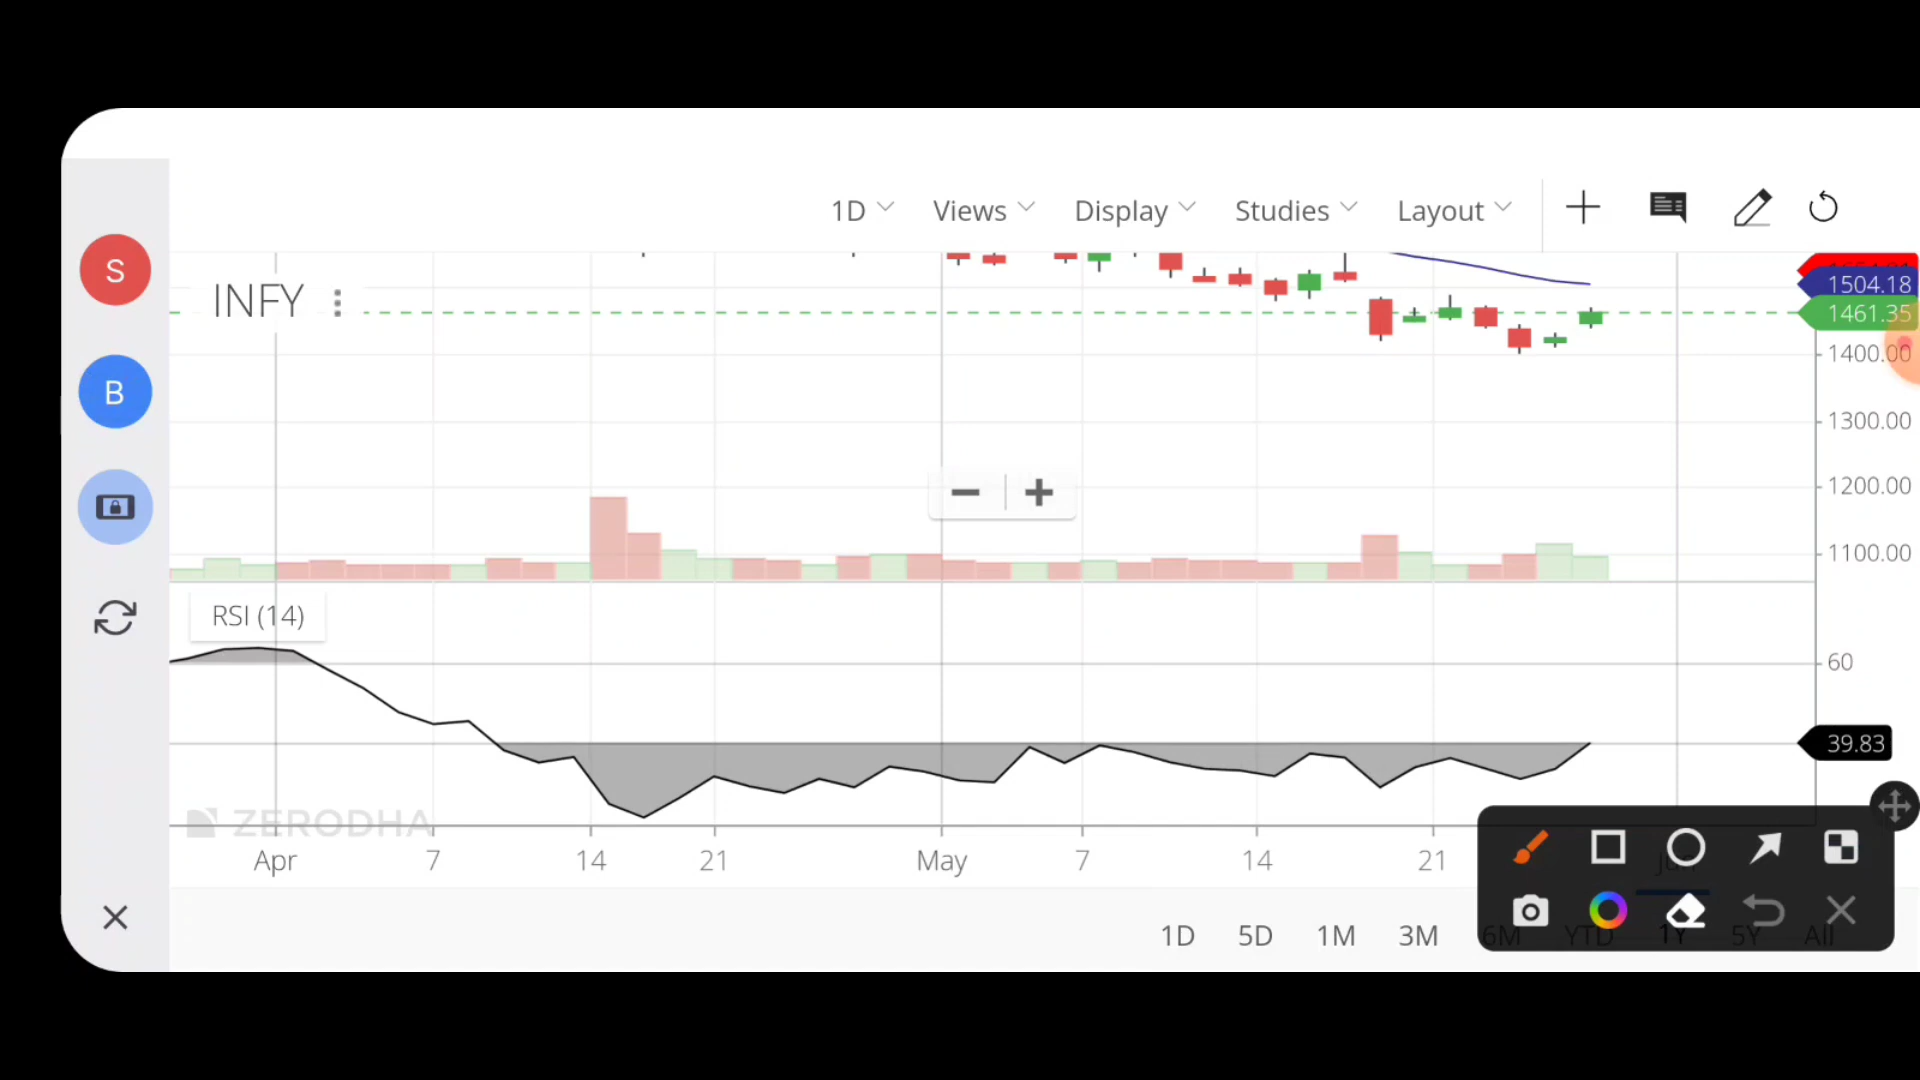 1D Views Display Studies Layout
S
INFY
1504.18
1461.35
B
1400.00
1300.00
1200.00
1100.00
RSI (14)
60
39.83
ZERODHA
Apr 7 14 21 May 7 14 21
1D 5D 1M 3M 6M YTD 1Y 5Y All